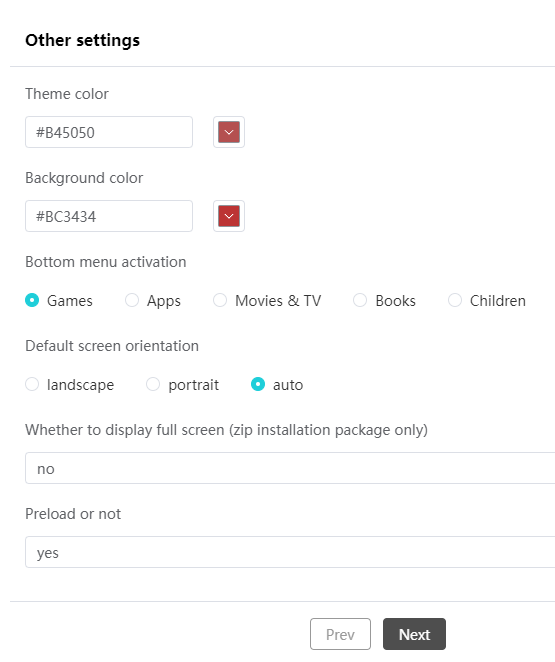 Other settings
Theme color
#B45050
Background color
#BC3434
Bottom menu activation
Games Apps Movies & TV Books Children
Default screen orientation
landscape portrait auto
Whether to display full screen (zip installation package only)
no
Preload or not
yes
Prev Next